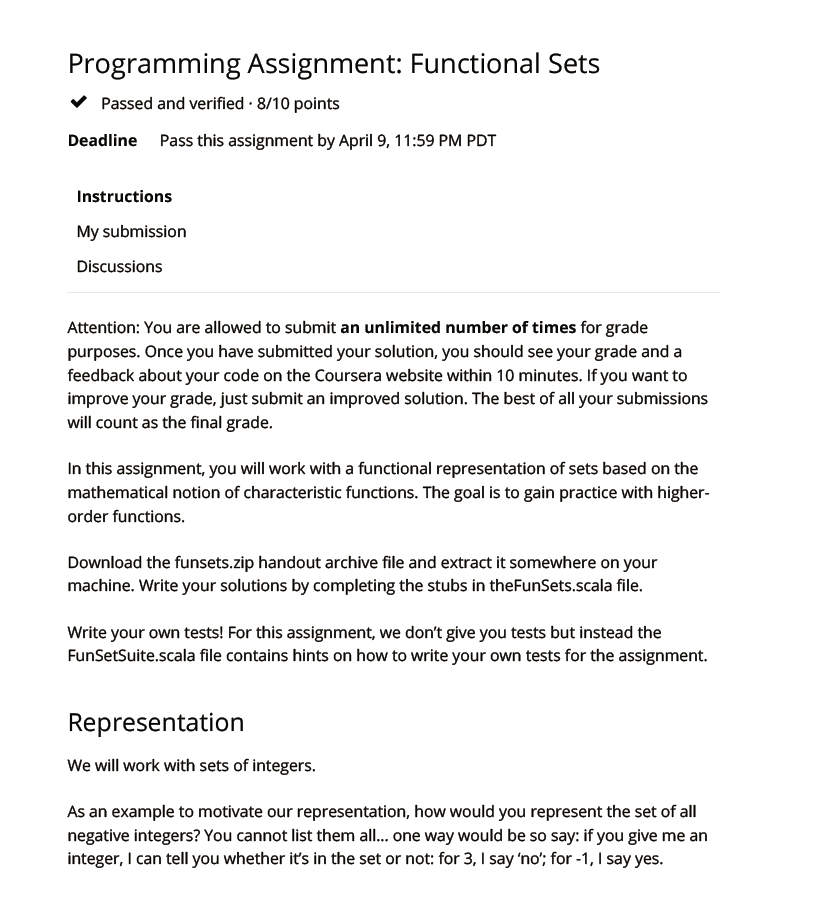 Programming Assignment: Functional Sets
✔ Passed and verified · 8/10 points
Deadline Pass this assignment by April 9, 11:59 PM PDT
Instructions
My submission
Discussions
Attention: You are allowed to submit an unlimited number of times for grade
purposes. Once you have submitted your solution, you should see your grade and a
feedback about your code on the Coursera website within 10 minutes. If you want to
improve your grade, just submit an improved solution. The best of all your submissions
will count as the final grade.
In this assignment, you will work with a functional representation of sets based on the
mathematical notion of characteristic functions. The goal is to gain practice with higher-
order functions.
Download the funsets.zip handout archive file and extract it somewhere on your
machine. Write your solutions by completing the stubs in theFunSets.scala file.
Write your own tests! For this assignment, we don’t give you tests but instead the
FunSetSuite.scala file contains hints on how to write your own tests for the assignment.
Representation
We will work with sets of integers.
As an example to motivate our representation, how would you represent the set of all
negative integers? You cannot list them all… one way would be so say: if you give me an
integer, I can tell you whether it’s in the set or not: for 3, I say ‘no’; for -1, I say yes.